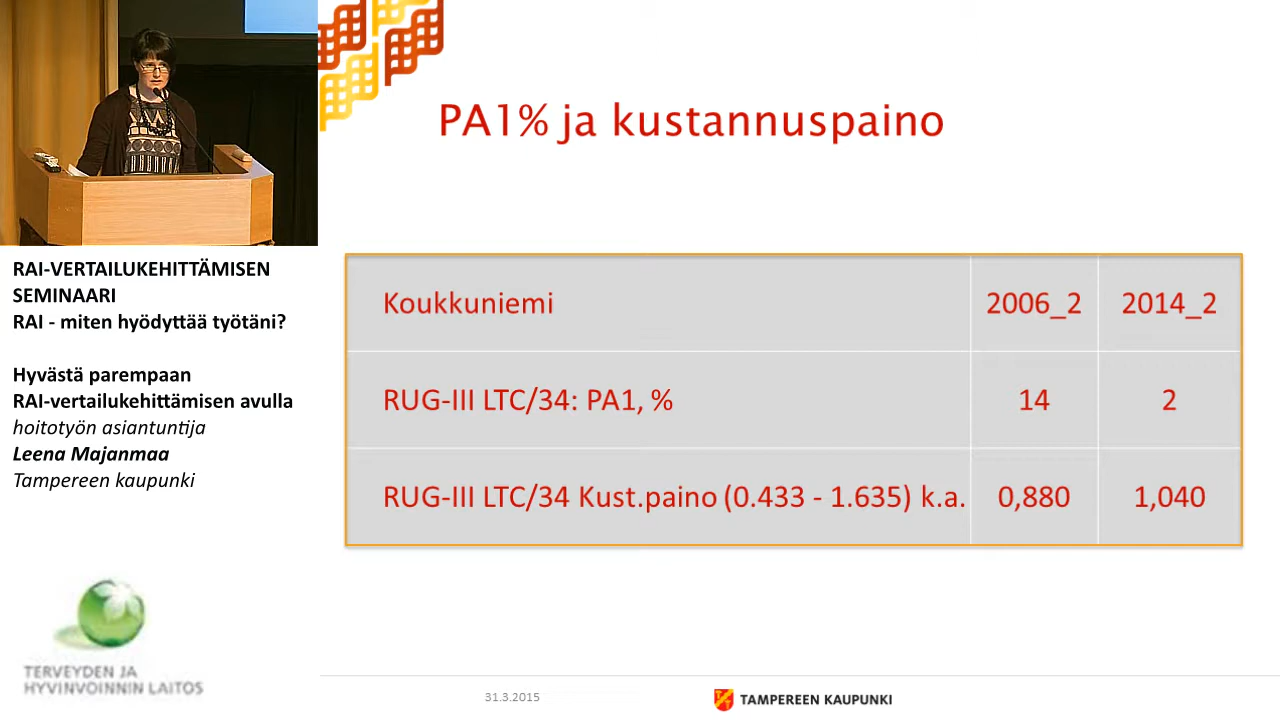 PA1% ja kustannuspaino
RAI-VERTAILUKEHITTÄMISEN
SEMINAARI
RAI - miten hyödyttää työtäni?
Hyvästä parempaan
RAI-vertailukehittämisen avulla
hoitotyön asiantuntija
Leena Majanmaa
Tampereen kaupunki
Koukkuniemi 2006_2 2014_2
RUG-III LTC/34: PA1, % 14 2
RUG-III LTC/34 Kust.paino (0.433 - 1.635) k.a. 0,880 1,040
TERVEYDEN JA
HYVINVOINNIN LAITOS
31.3.2015
TAMPEREEN KAUPUNKI